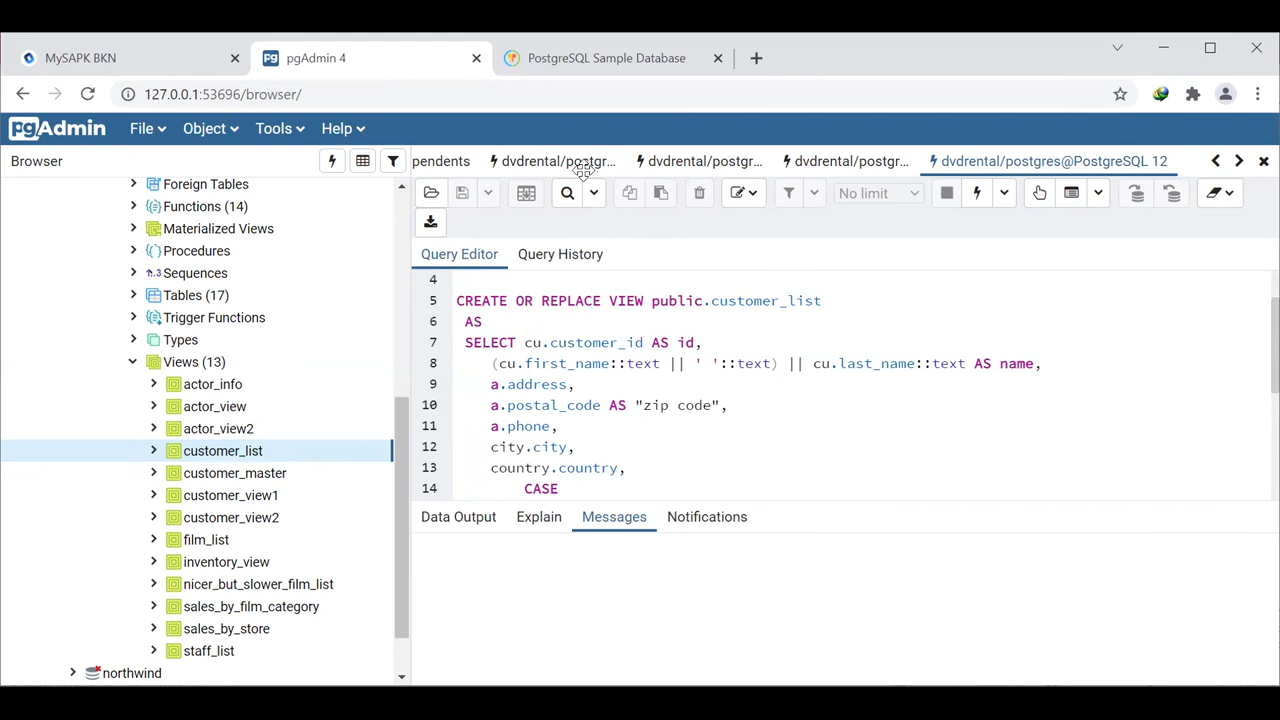 MySAPK BKN
pgAdmin 4
PostgreSQL Sample Database
127.0.0.1:53696/browser/
pgAdmin File Object Tools Help
Browser
pendents
dvdrental/postgr...
dvdrental/postgr...
dvdrental/postgr...
dvdrental/postgres@PostgreSQL 12
No limit
Foreign Tables
Functions (14)
Materialized Views
Procedures
1..3 Sequences
Tables (17)
Trigger Functions
Types
Views (13)
actor_info
actor_view
actor_view2
customer_list
customer_master
customer_view1
customer_view2
film_list
inventory_view
nicer_but_slower_film_list
sales_by_film_category
sales_by_store
staff_list
northwind
Query Editor Query History
4
5 CREATE OR REPLACE VIEW public.customer_list
6 AS
7 SELECT cu.customer_id AS id,
8 (cu.first_name::text || ' '::text) || cu.last_name::text AS name,
9 a.address,
10 a.postal_code AS "zip code",
11 a.phone,
12 city.city,
13 country.country,
14 CASE
Data Output Explain Messages Notifications